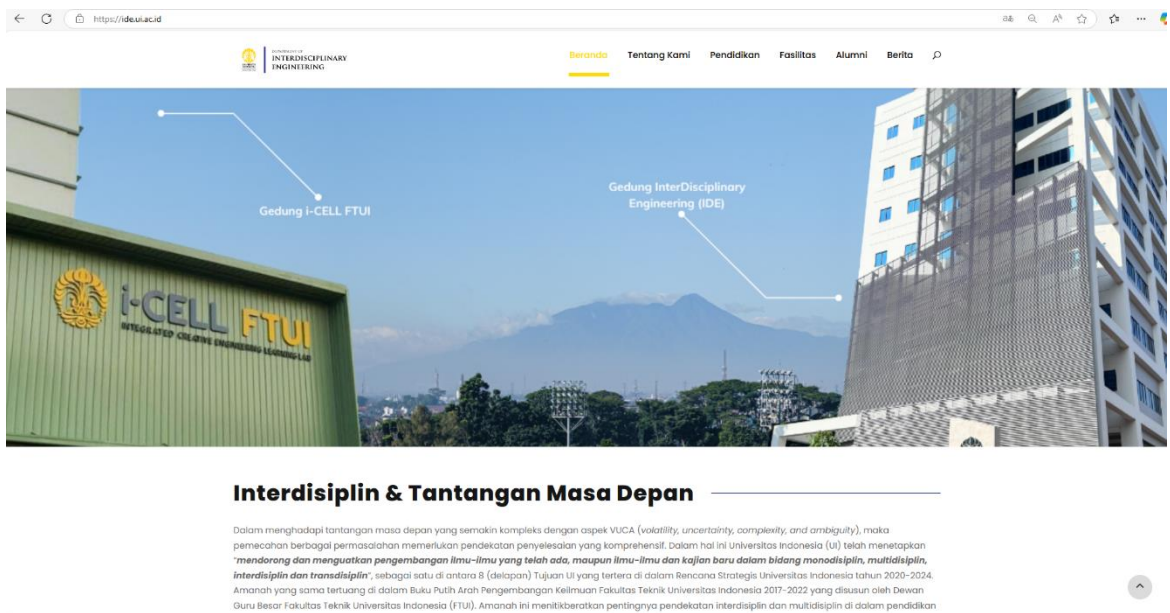 https://ide.ui.ac.id
DEPARTMENT OF
INTERDISCIPLINARY
ENGINEERING
Beranda Tentang Kami Pendidikan Fasilitas Alumni Berita
Gedung i-CELL FTUI
Gedung InterDisciplinary
Engineering (IDE)
i-CELL FTUI
INTEGRATED CREATIVE ENGINEERING LEARNING LAB
Interdisiplin & Tantangan Masa Depan
Dalam menghadapi tantangan masa depan yang semakin kompleks dengan aspek VUCA (volatility, uncertainty, complexity, and ambiguity), maka
pemecahan berbagai permasalahan memerlukan pendekatan penyelesaian yang komprehensif. Dalam hal ini Universitas Indonesia (UI) telah menetapkan
"mendorong dan menguatkan pengembangan ilmu-ilmu yang telah ada, maupun ilmu-ilmu dan kajian baru dalam bidang monodisiplin, multidisiplin,
interdisiplin dan transdisiplin", sebagai satu di antara 8 (delapan) Tujuan UI yang tertera di dalam Rencana Strategis Universitas Indonesia tahun 2020-2024.
Amanah yang sama tertuang di dalam Buku Putih Arah Pengembangan Keilmuan Fakultas Teknik Universitas Indonesia 2017-2022 yang disusun oleh Dewan
Guru Besar Fakultas Teknik Universitas Indonesia (FTUI). Amanah ini menitikberatkan pentingnya pendekatan interdisiplin dan multidisiplin di dalam pendidikan